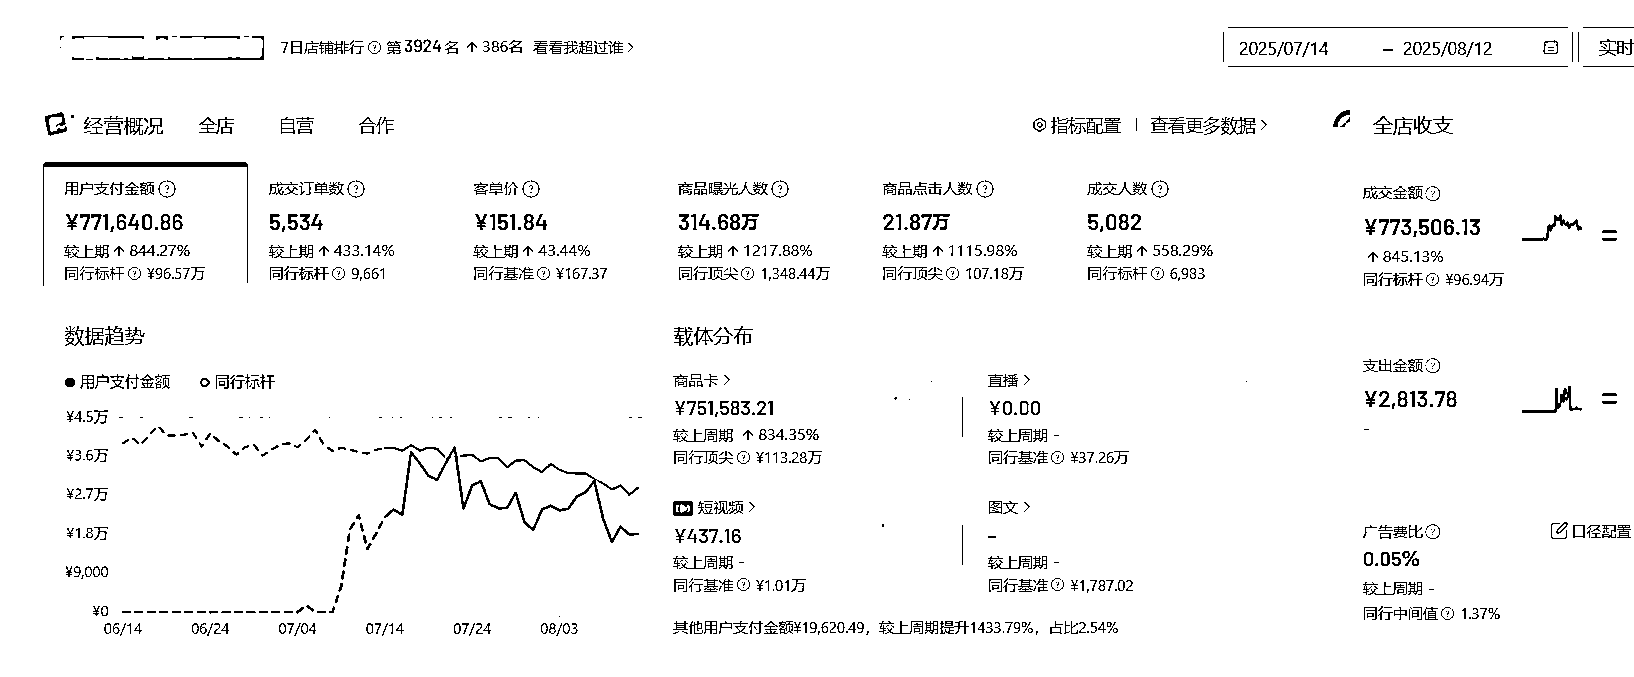 7日店铺排行 ? 第3924名 ↑ 386名 看看我超过谁 >
2025/07/14 – 2025/08/12
实时
经营概况 全店 自营 合作
指标配置 | 查看更多数据 >
全店收支
用户支付金额 ?
¥771,640.86
较上期 ↑ 844.27%
同行标杆 ? ¥96.57万
成交订单数 ?
5,534
较上期 ↑ 433.14%
同行标杆 ? 9,661
客单价 ?
¥151.84
较上期 ↑ 43.44%
同行基准 ? ¥167.37
商品曝光人数 ?
314.68万
较上期 ↑ 1217.88%
同行顶尖 ? 1,348.44万
商品点击人数 ?
21.87万
较上期 ↑ 1115.98%
同行顶尖 ? 107.18万
成交人数 ?
5,082
较上期 ↑ 558.29%
同行标杆 ? 6,983
成交金额 ?
¥773,506.13
↑ 845.13%
同行标杆 ? ¥96.94万
数据趋势
用户支付金额 同行标杆
¥4.5万
¥3.6万
¥2.7万
¥1.8万
¥9,000
¥0
06/14 06/24 07/04 07/14 07/24 08/03
载体分布
商品卡 >
¥751,583.21
较上周期 ↑ 834.35%
同行顶尖 ? ¥113.28万
直播 >
¥0.00
较上周期 -
同行基准 ? ¥37.26万
短视频 >
¥437.16
较上周期 -
同行基准 ? ¥1.01万
图文 >
–
较上周期 -
同行基准 ? ¥1,787.02
其他用户支付金额¥19,620.49，较上周期提升1433.79%，占比2.54%
支出金额 ?
¥2,813.78
-
广告费比 ?
口径配置
0.05%
较上周期 -
同行中间值 ? 1.37%